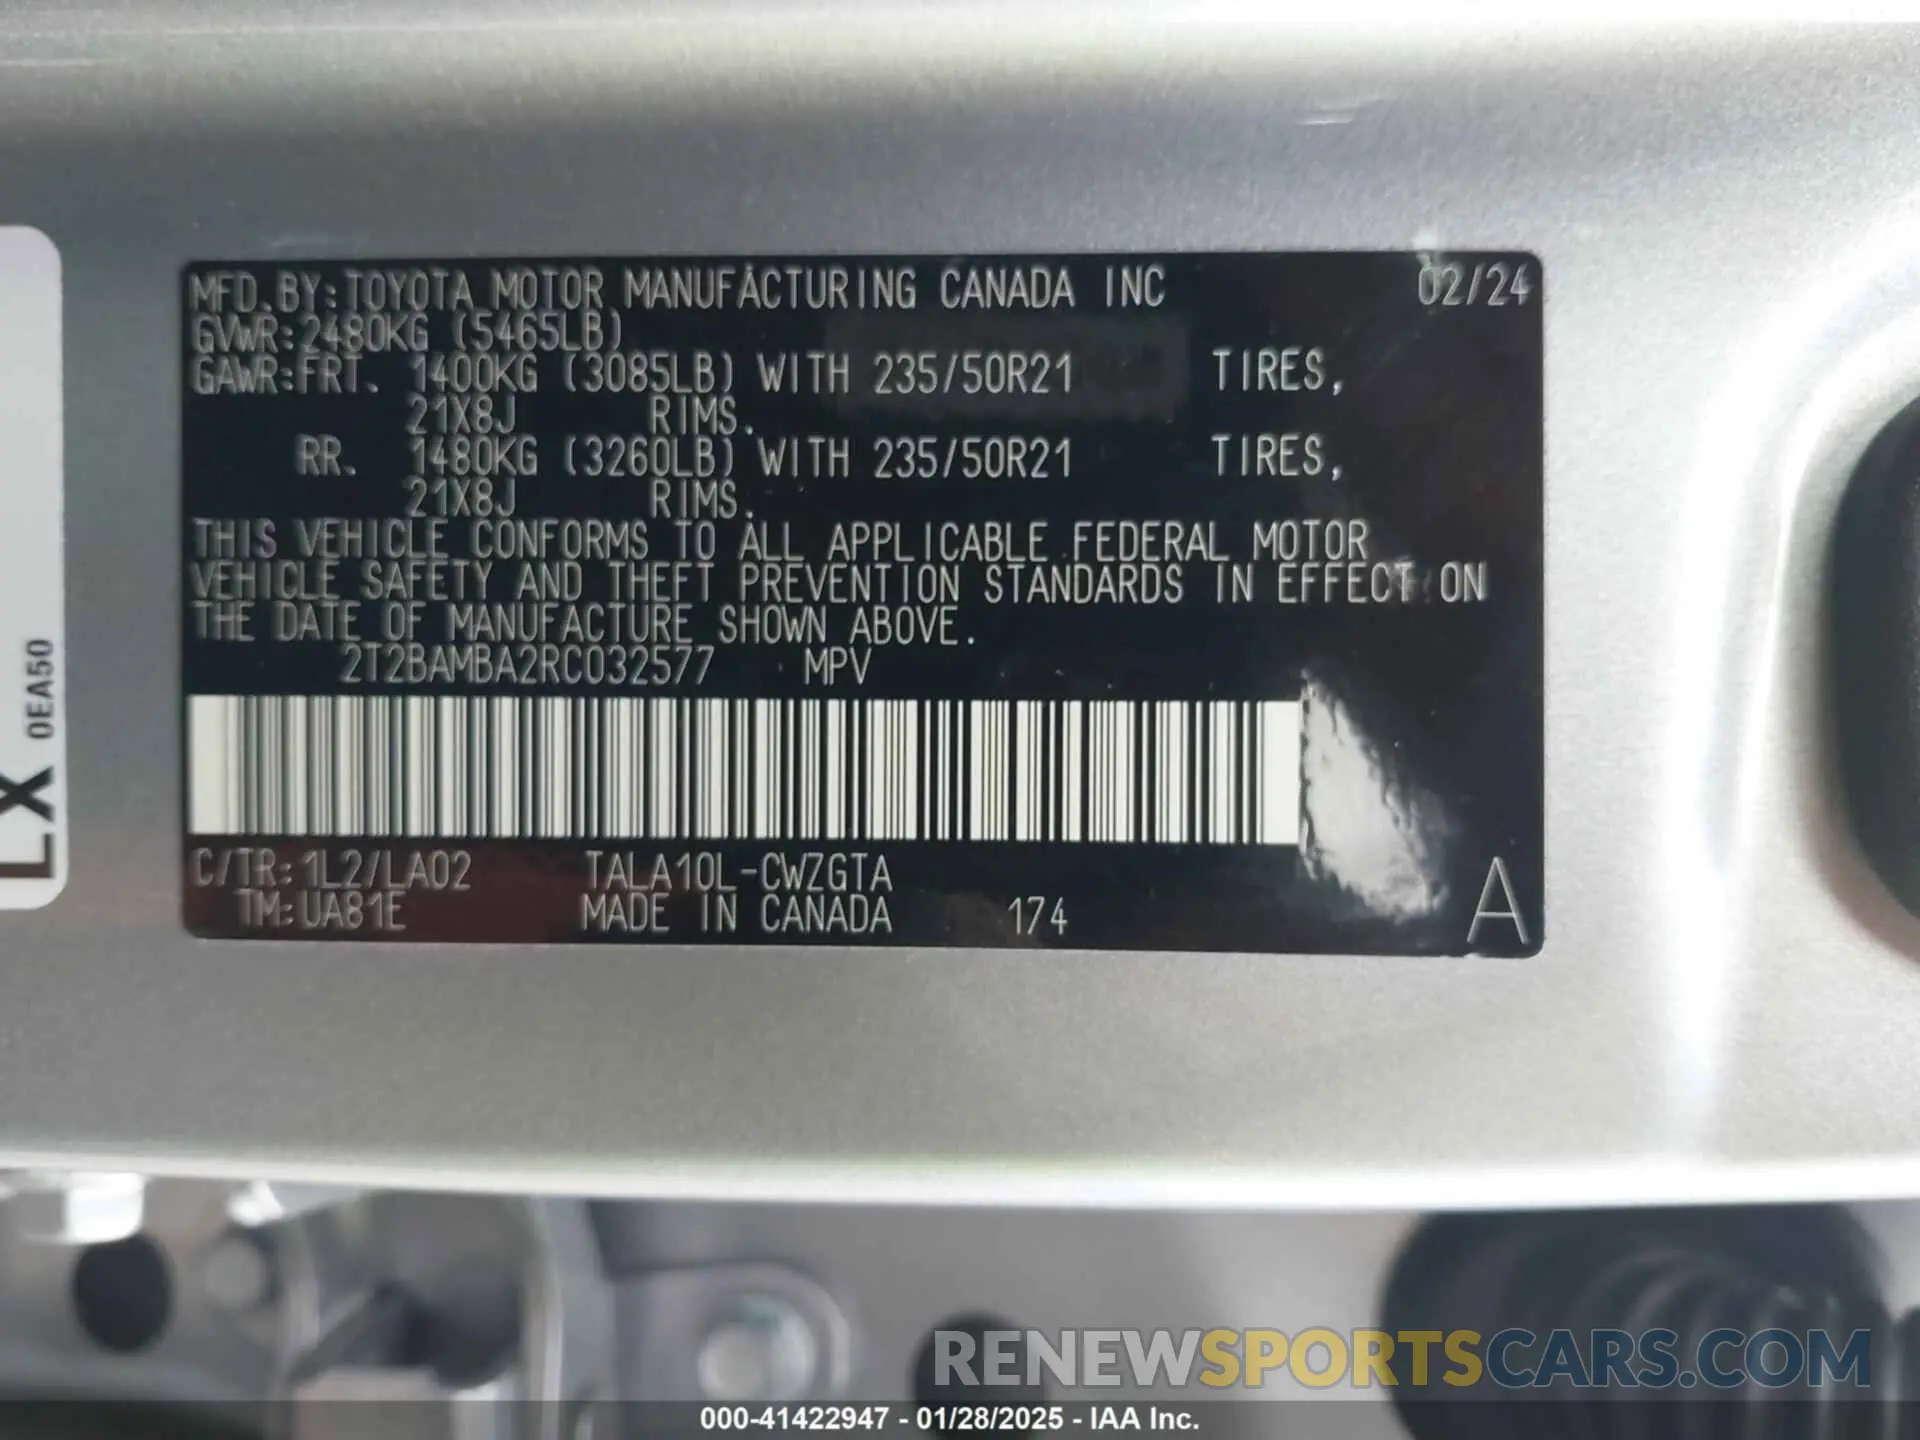 MFD.BY:TOYOTA MOTOR MANUFACTURING CANADA INC 02/24
GVWR:2480KG (5465LB)
GAWR:FRT. 1400KG (3085LB) WITH 235/50R21 TIRES,
21X8J RIMS.
RR. 1480KG (3260LB) WITH 235/50R21 TIRES,
21X8J RIMS.
THIS VEHICLE CONFORMS TO ALL APPLICABLE FEDERAL MOTOR
VEHICLE SAFETY AND THEFT PREVENTION STANDARDS IN EFFECT ON
THE DATE OF MANUFACTURE SHOWN ABOVE.
2T2BAMBA2RC032577 MPV
C/TR:1L2/LA02 TALA10L-CWZGTA
TM:UA81E MADE IN CANADA 174 A
LX 0EA50
RENEWSPORTSCARS.COM
000-41422947 - 01/28/2025 - IAA Inc.